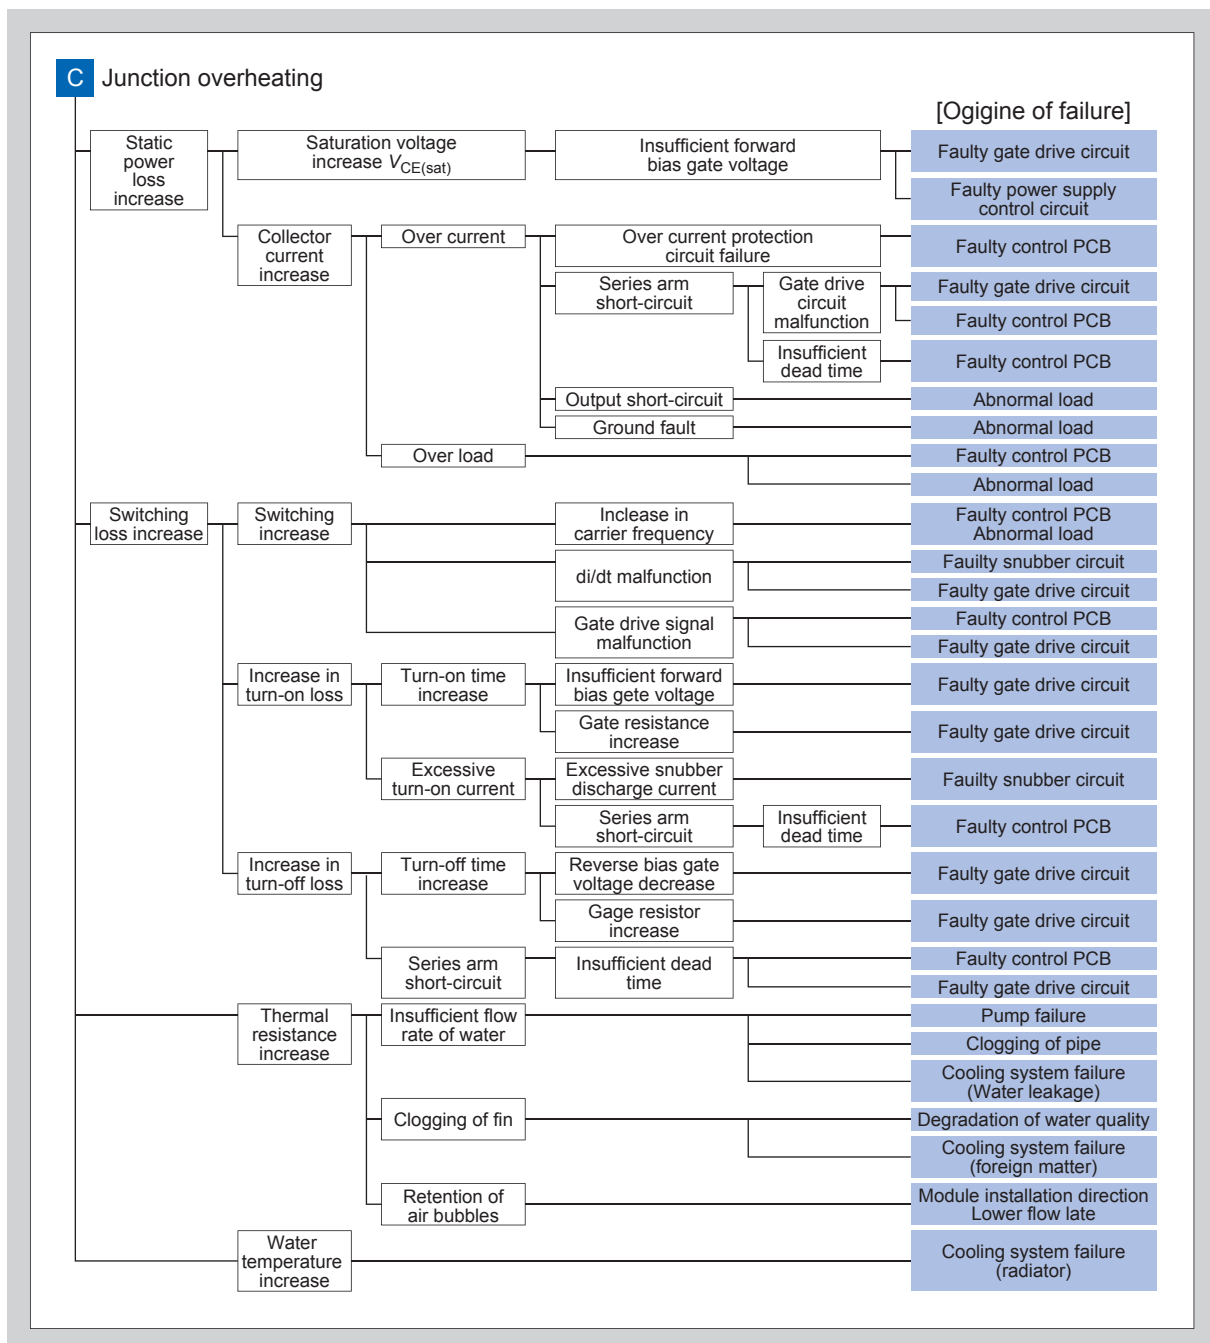 C Junction overheating
[Ogigine of failure]
Static
power
loss
increase
Saturation voltage
increase VCE(sat)
Insufficient forward
bias gate voltage
Faulty gate drive circuit
Faulty power supply
control circuit
Collector
current
increase
Over current
Over current protection
circuit failure
Faulty control PCB
Series arm
short-circuit
Gate drive
circuit
malfunction
Faulty gate drive circuit
Faulty control PCB
Insufficient
dead time
Faulty control PCB
Output short-circuit
Abnormal load
Ground fault
Abnormal load
Over load
Faulty control PCB
Abnormal load
Switching
loss increase
Switching
increase
Inclease in
carrier frequency
Faulty control PCB
Abnormal load
di/dt malfunction
Fauilty snubber circuit
Faulty gate drive circuit
Gate drive signal
malfunction
Faulty control PCB
Faulty gate drive circuit
Increase in
turn-on loss
Turn-on time
increase
Insufficient forward
bias gete voltage
Faulty gate drive circuit
Gate resistance
increase
Faulty gate drive circuit
Excessive
turn-on current
Excessive snubber
discharge current
Fauilty snubber circuit
Series arm
short-circuit
Insufficient
dead time
Faulty control PCB
Increase in
turn-off loss
Turn-off time
increase
Reverse bias gate
voltage decrease
Faulty gate drive circuit
Gage resistor
increase
Faulty gate drive circuit
Series arm
short-circuit
Insufficient dead
time
Faulty control PCB
Faulty gate drive circuit
Thermal
resistance
increase
Insufficient flow
rate of water
Pump failure
Clogging of pipe
Cooling system failure
(Water leakage)
Clogging of fin
Degradation of water quality
Cooling system failure
(foreign matter)
Retention of
air bubbles
Module installation direction
Lower flow late
Water
temperature
increase
Cooling system failure
(radiator)